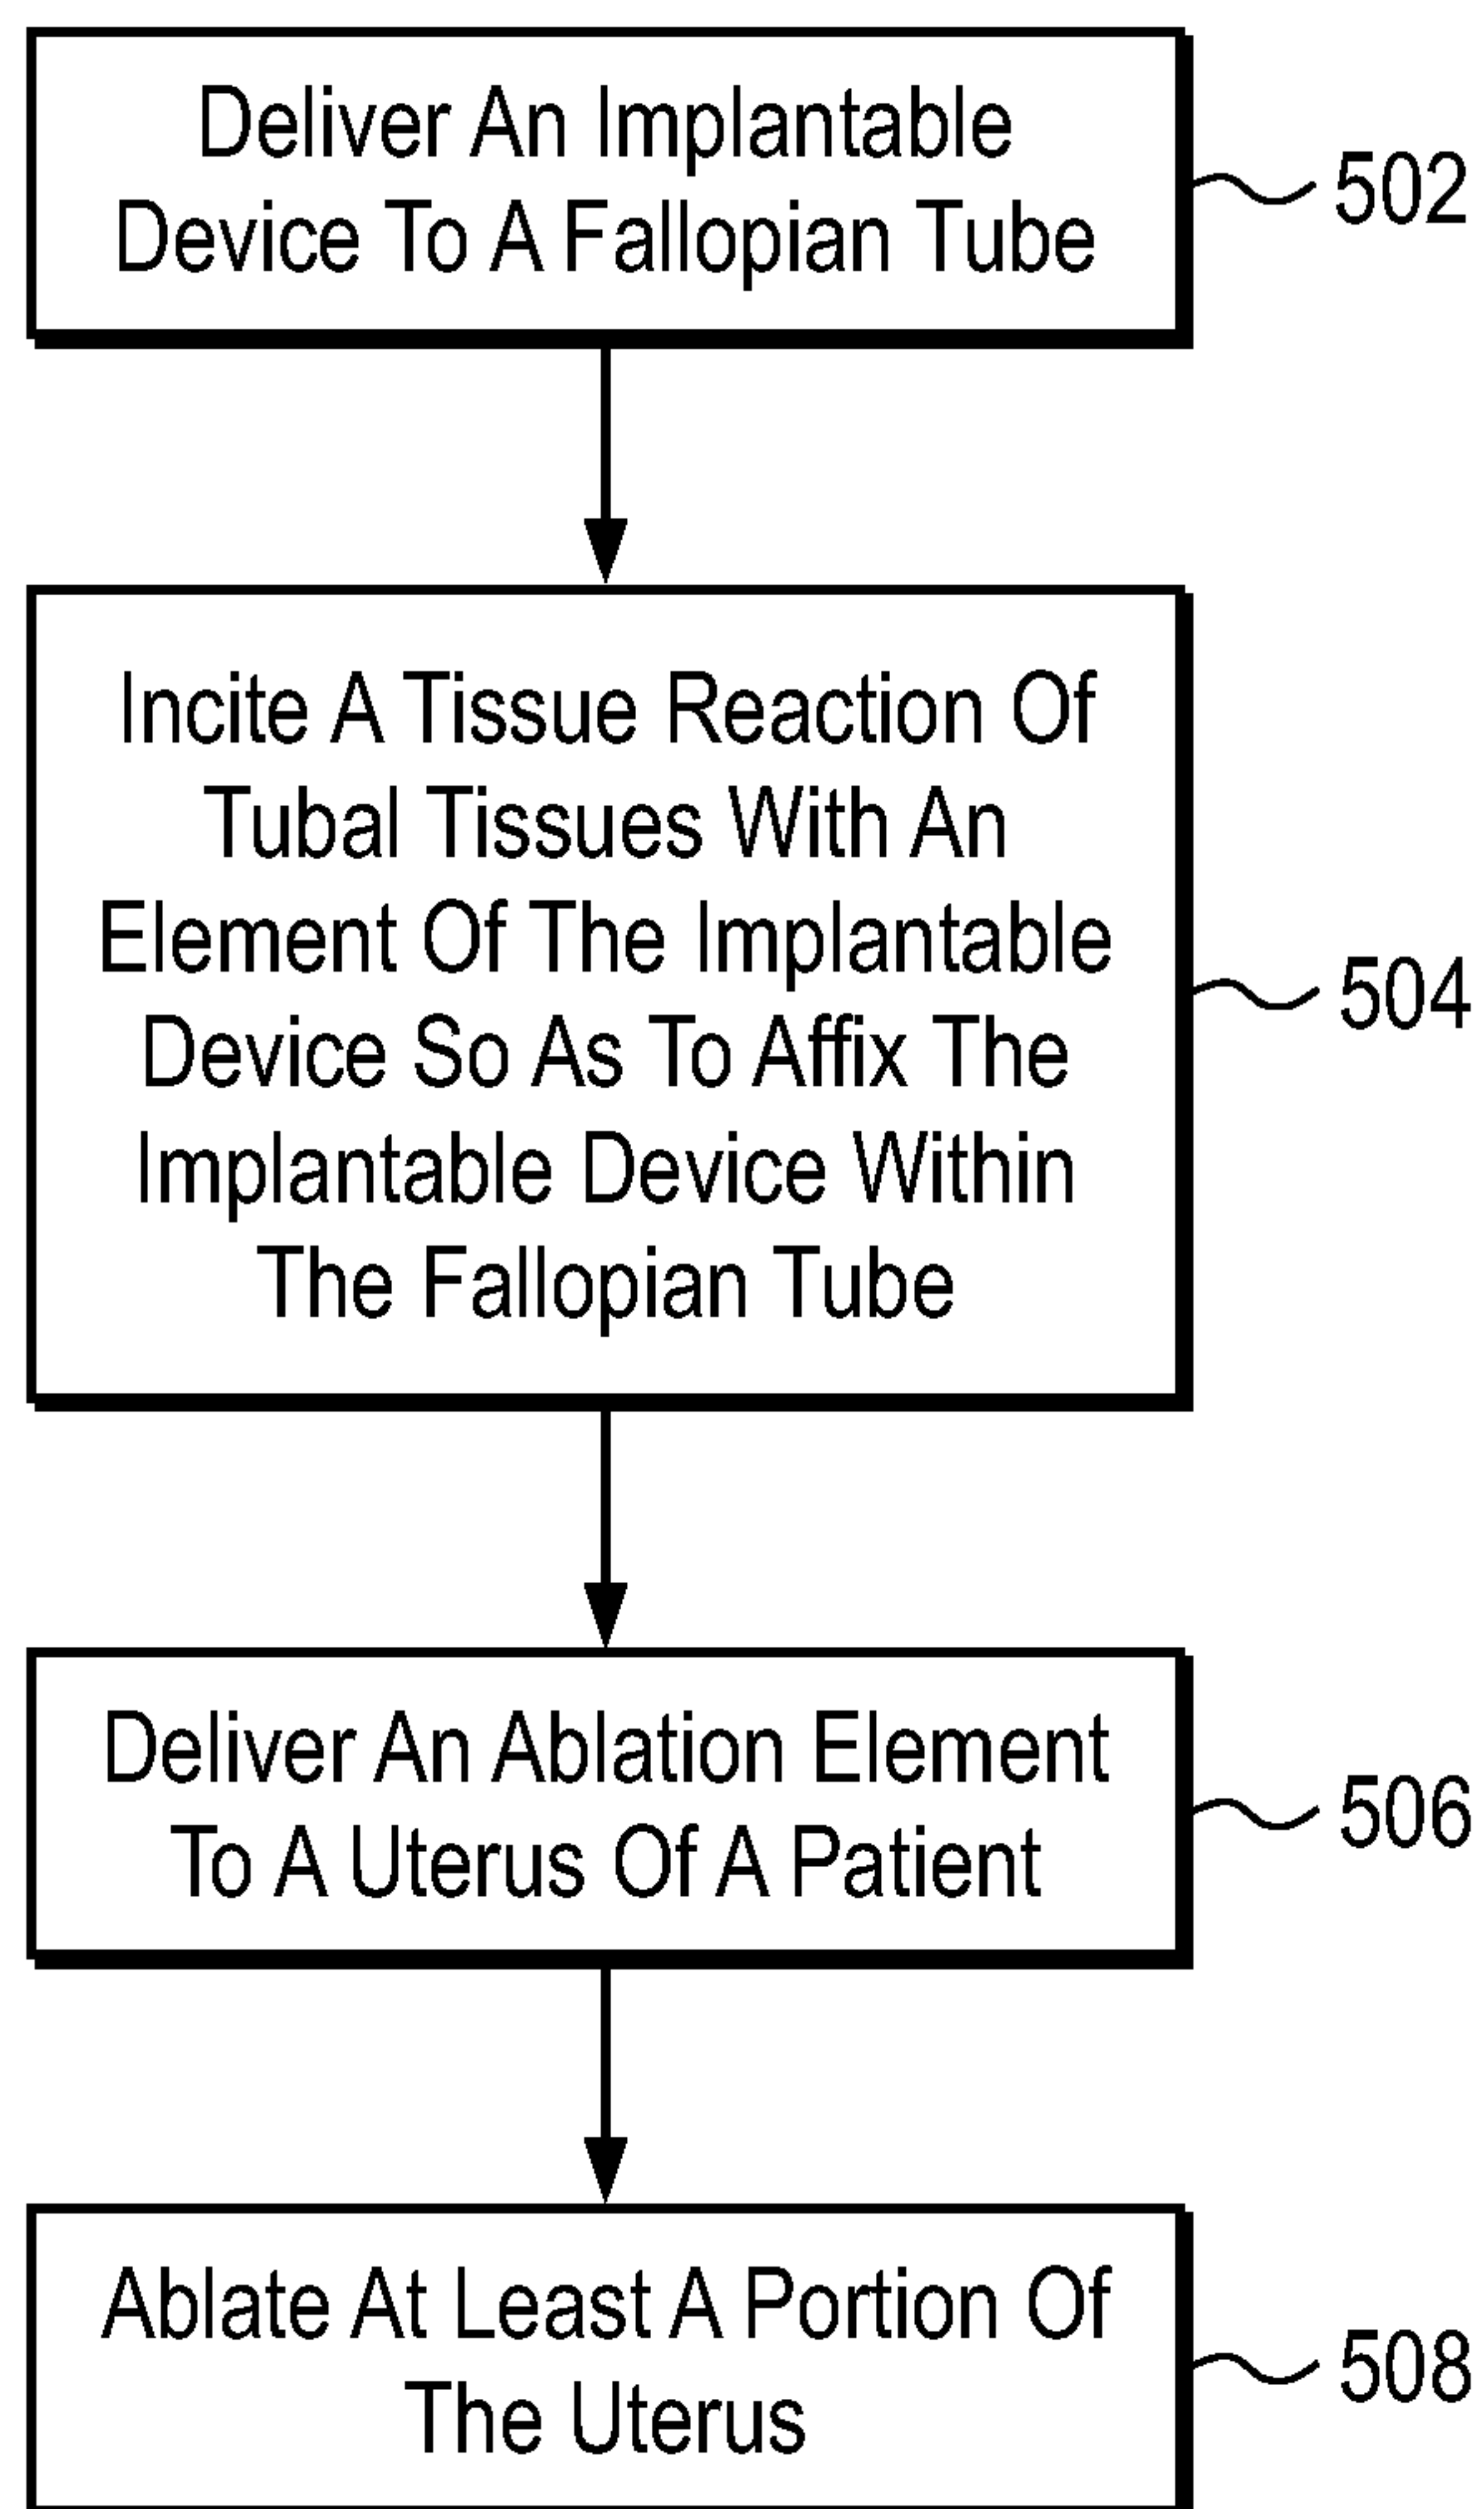 Deliver An Implantable
Device To A Fallopian Tube
502
Incite A Tissue Reaction Of
Tubal Tissues With An
Element Of The Implantable
Device So As To Affix The
Implantable Device Within
The Fallopian Tube
504
Deliver An Ablation Element
To A Uterus Of A Patient
506
Ablate At Least A Portion Of
The Uterus
508